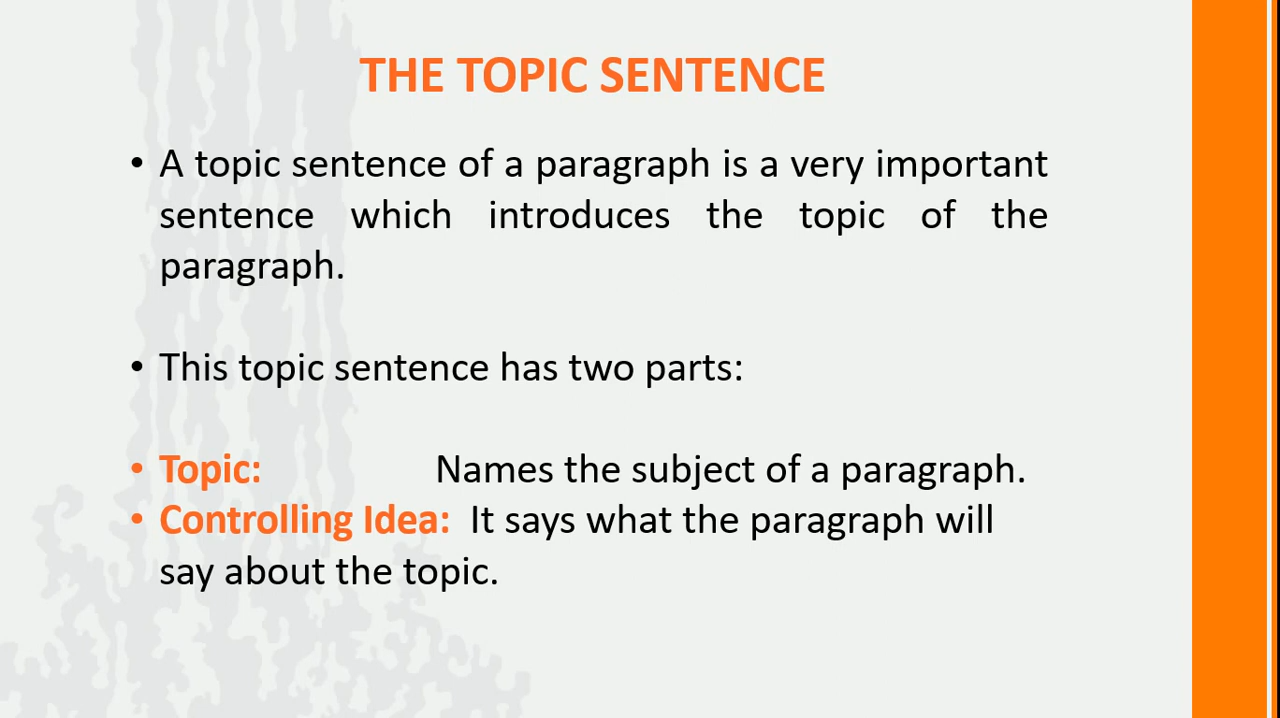 THE TOPIC SENTENCE
• A topic sentence of a paragraph is a very important
sentence which introduces the topic of the
paragraph.
• This topic sentence has two parts:
• Topic: Names the subject of a paragraph.
• Controlling Idea: It says what the paragraph will
say about the topic.